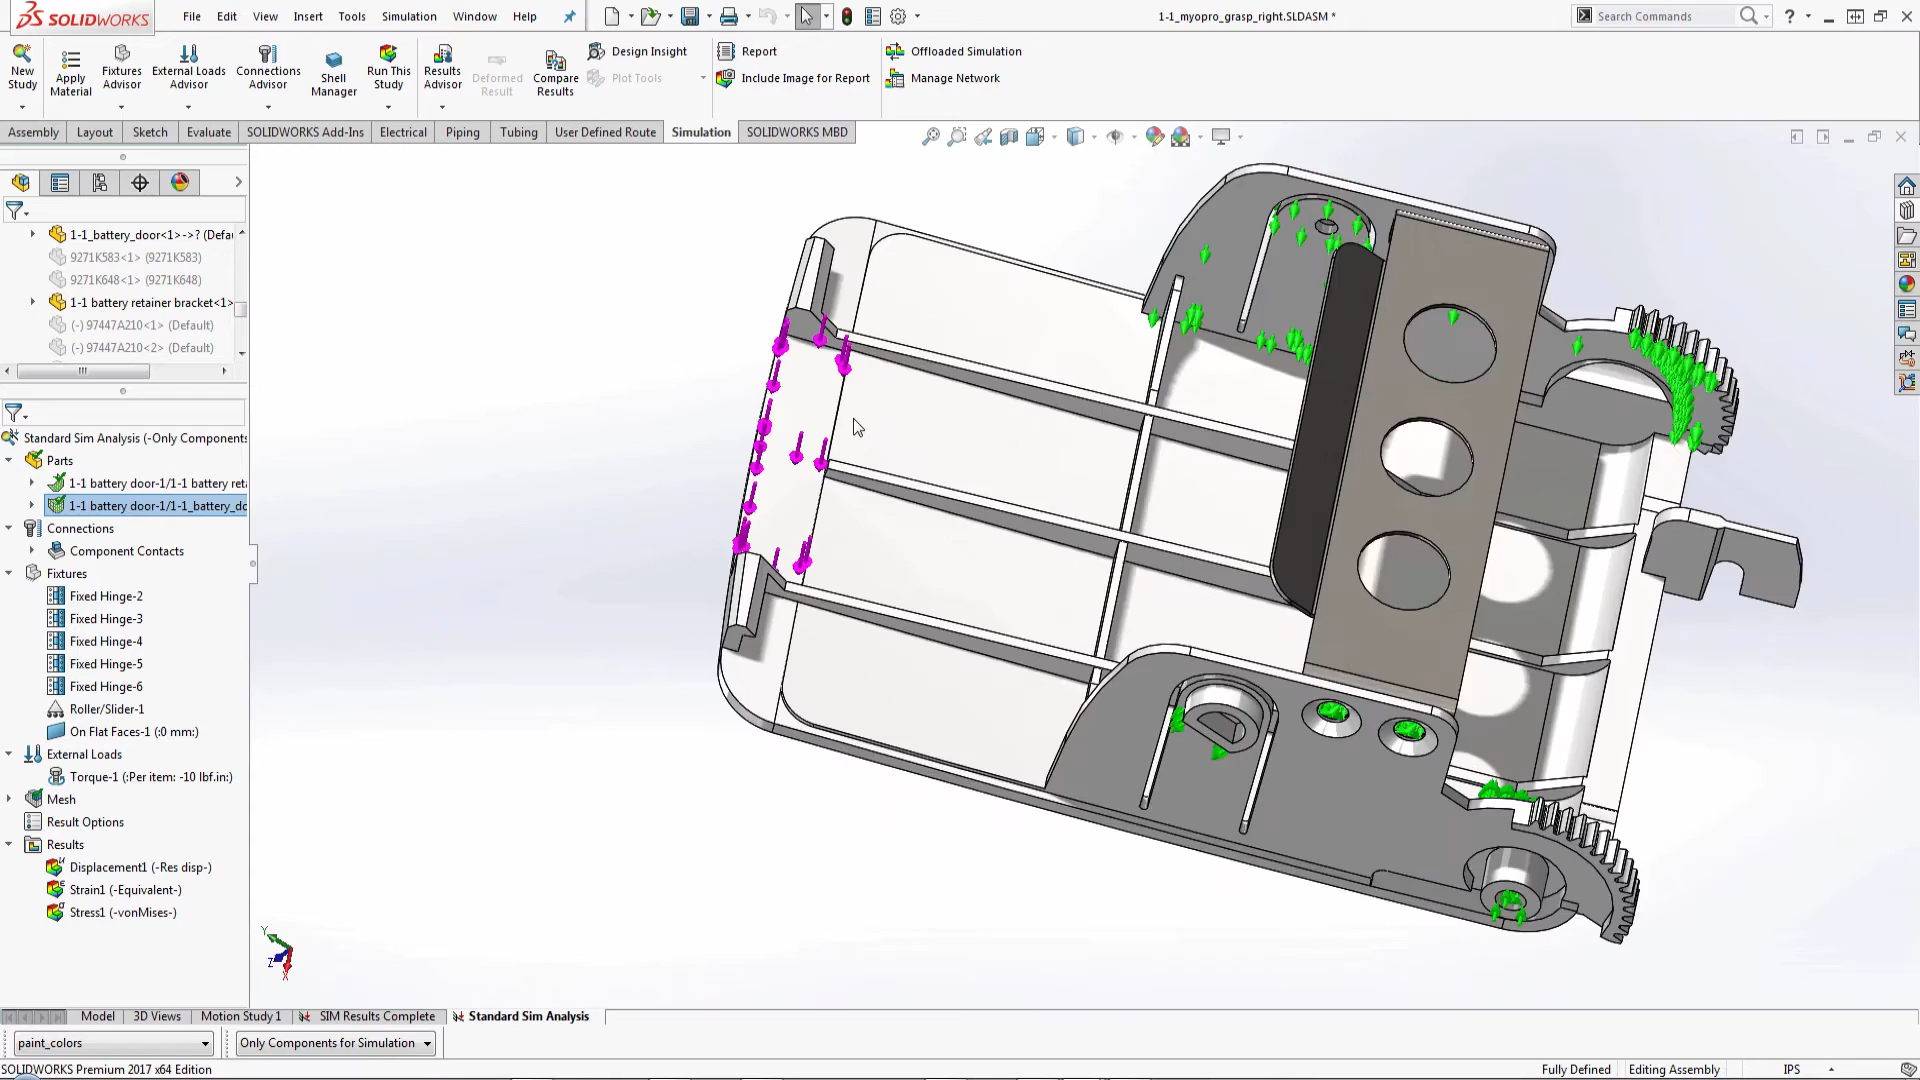 SOLIDWORKS
File Edit View Insert Tools Simulation Window Help
1-1_myopro_grasp_right.SLDASM *
Search Commands
New Study
Apply Material
Fixtures Advisor
External Loads Advisor
Connections Advisor
Shell Manager
Run This Study
Results Advisor
Deformed Result
Compare Results
Design Insight
Plot Tools
Report
Include Image for Report
Offloaded Simulation
Manage Network
Assembly Layout Sketch Evaluate SOLIDWORKS Add-Ins Electrical Piping Tubing User Defined Route Simulation SOLIDWORKS MBD
1-1_battery_door<1>->? (Defau
9271K583<1> (9271K583)
9271K648<1> (9271K648)
1-1 battery retainer bracket<1>
(-) 97447A210<1> (Default)
(-) 97447A210<2> (Default)
Standard Sim Analysis (-Only Components
Parts
1-1 battery door-1/1-1 battery reta
1-1 battery door-1/1-1_battery_do
Connections
Component Contacts
Fixtures
Fixed Hinge-2
Fixed Hinge-3
Fixed Hinge-4
Fixed Hinge-5
Fixed Hinge-6
Roller/Slider-1
On Flat Faces-1 (:0 mm:)
External Loads
Torque-1 (:Per item: -10 lbf.in:)
Mesh
Result Options
Results
Displacement1 (-Res disp-)
Strain1 (-Equivalent-)
Stress1 (-vonMises-)
Y
Z
X
Model 3D Views Motion Study 1 SIM Results Complete Standard Sim Analysis
paint_colors
Only Components for Simulation
SOLIDWORKS Premium 2017 x64 Edition
Fully Defined Editing Assembly IPS